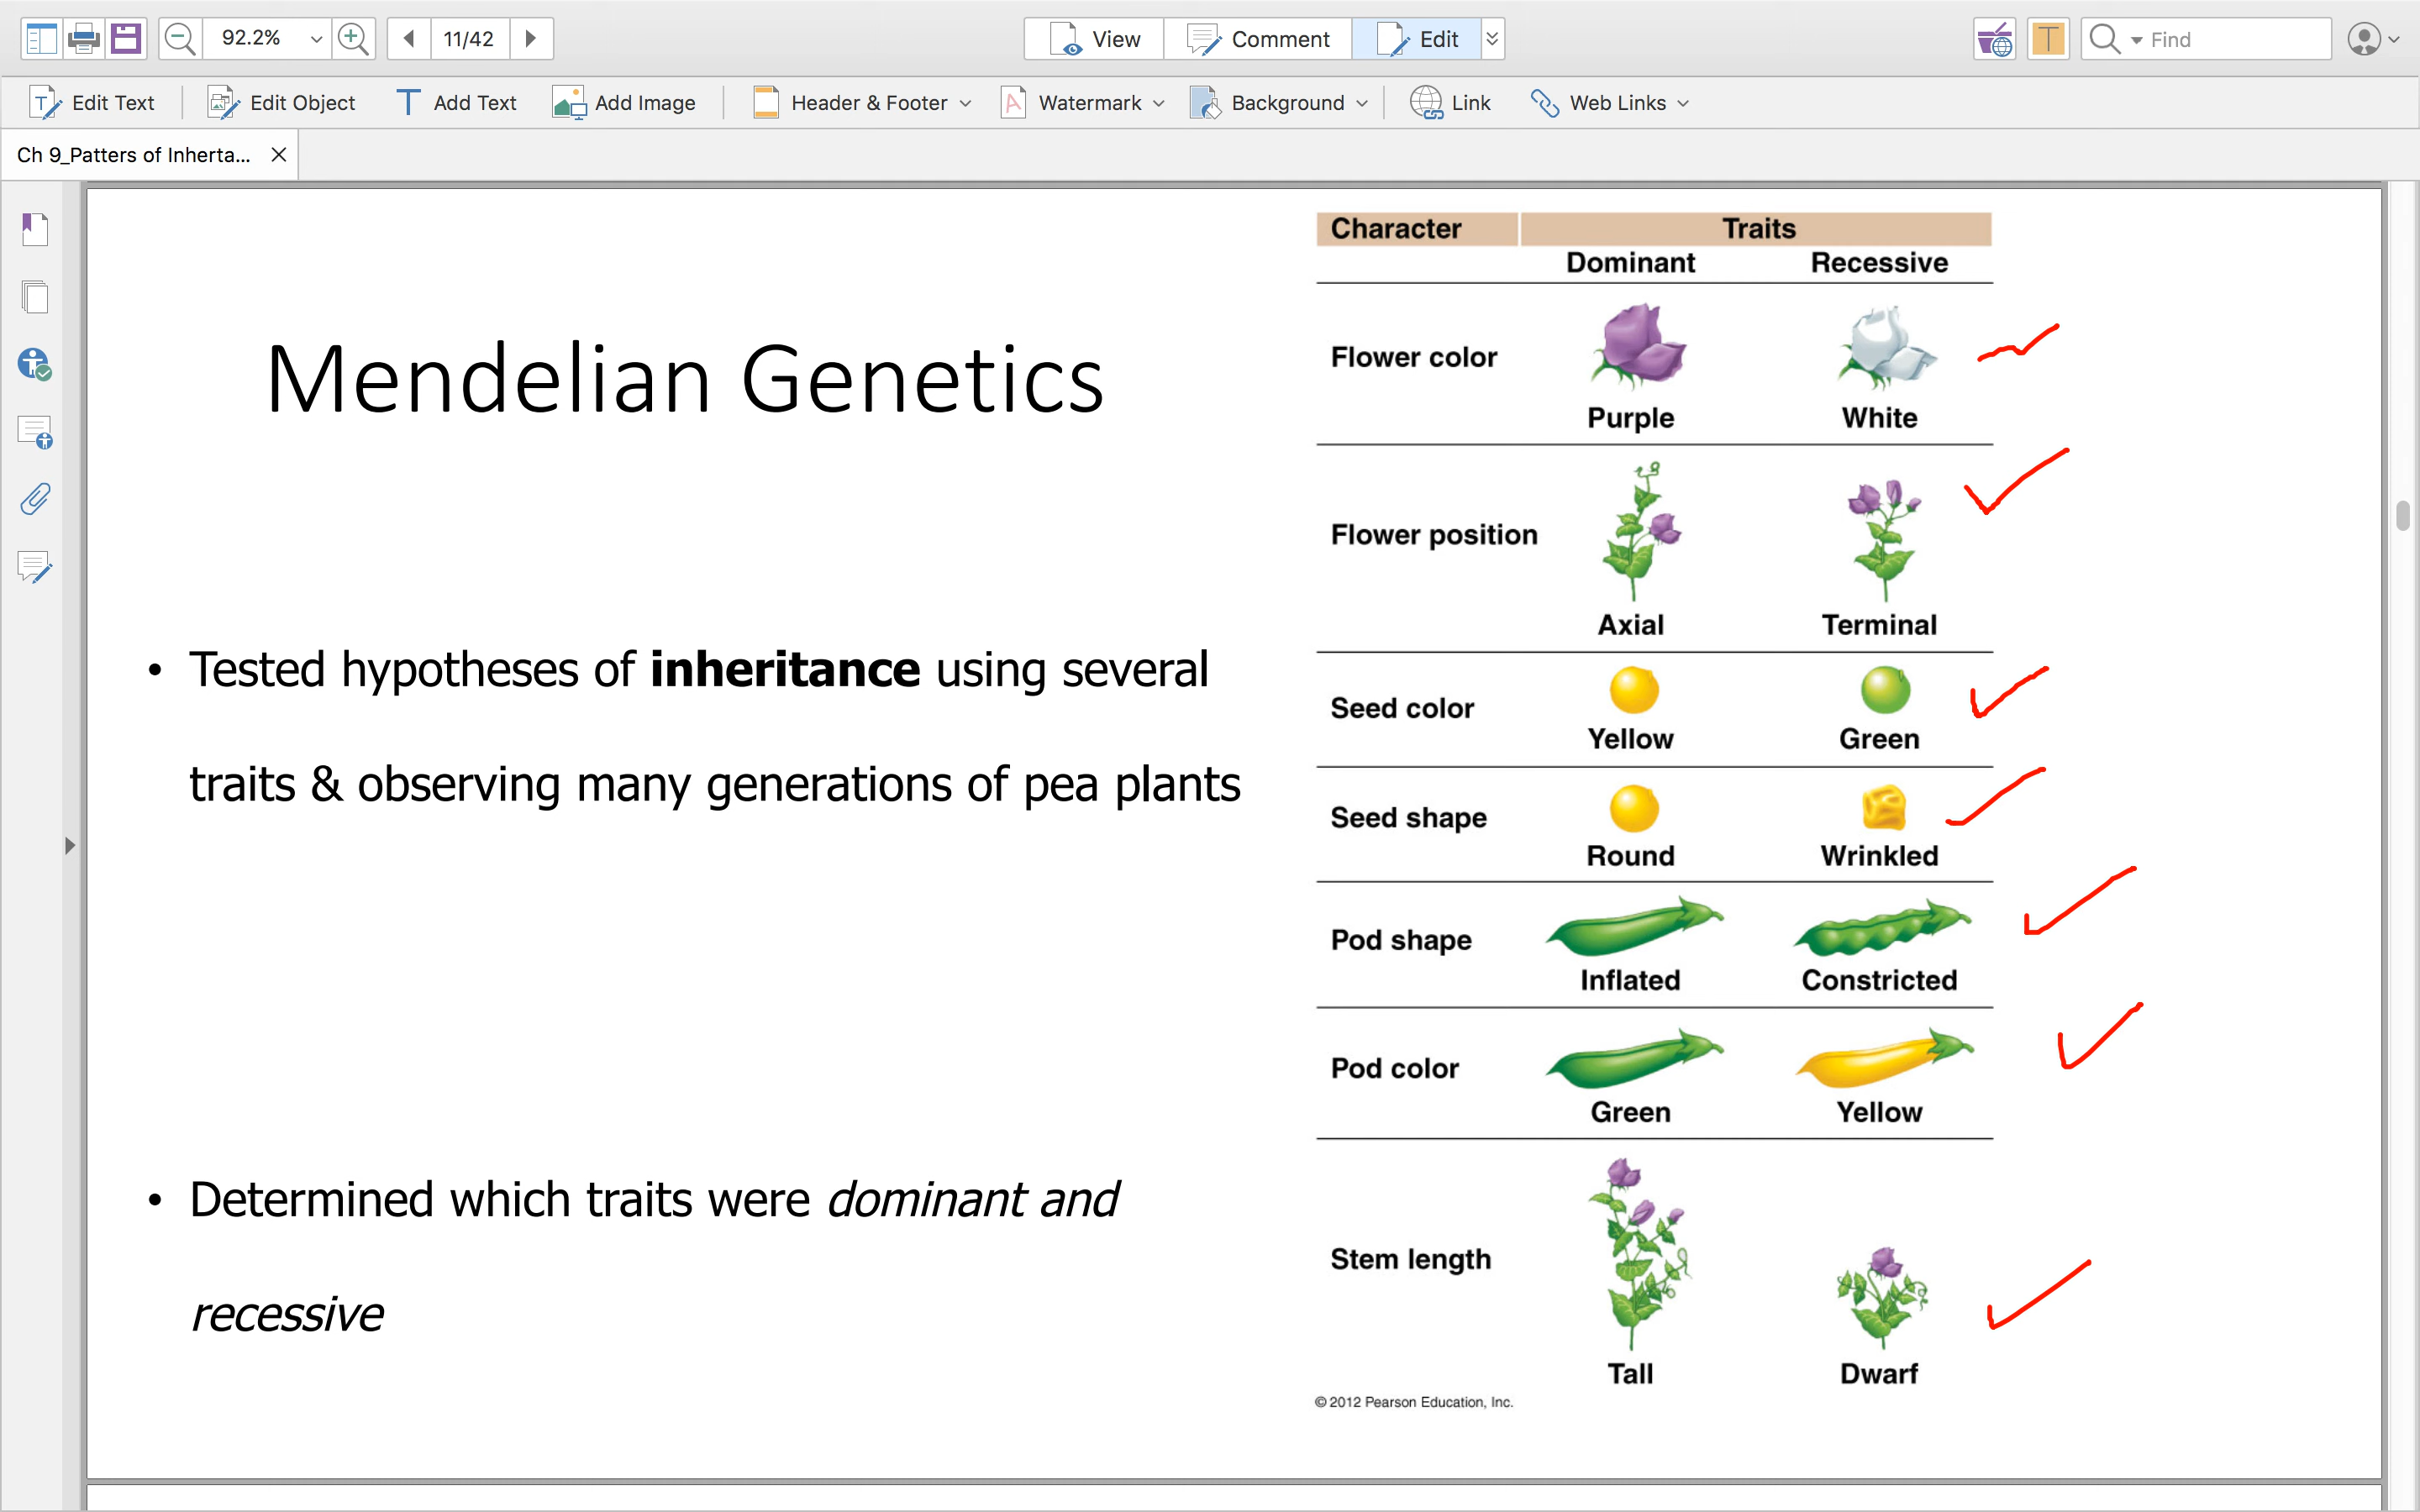 92.2%
11/42
View
Comment
Edit
Find
Edit Text
Edit Object
Add Text
Add Image
Header & Footer
Watermark
Background
Link
Web Links
Ch 9_Patters of Inherta...
Mendelian Genetics
• Tested hypotheses of inheritance using several
traits & observing many generations of pea plants
• Determined which traits were dominant and
recessive
Character Traits
Dominant Recessive
Flower color
Purple White
Flower position
Axial Terminal
Seed color
Yellow Green
Seed shape
Round Wrinkled
Pod shape
Inflated Constricted
Pod color
Green Yellow
Stem length
Tall Dwarf
© 2012 Pearson Education, Inc.